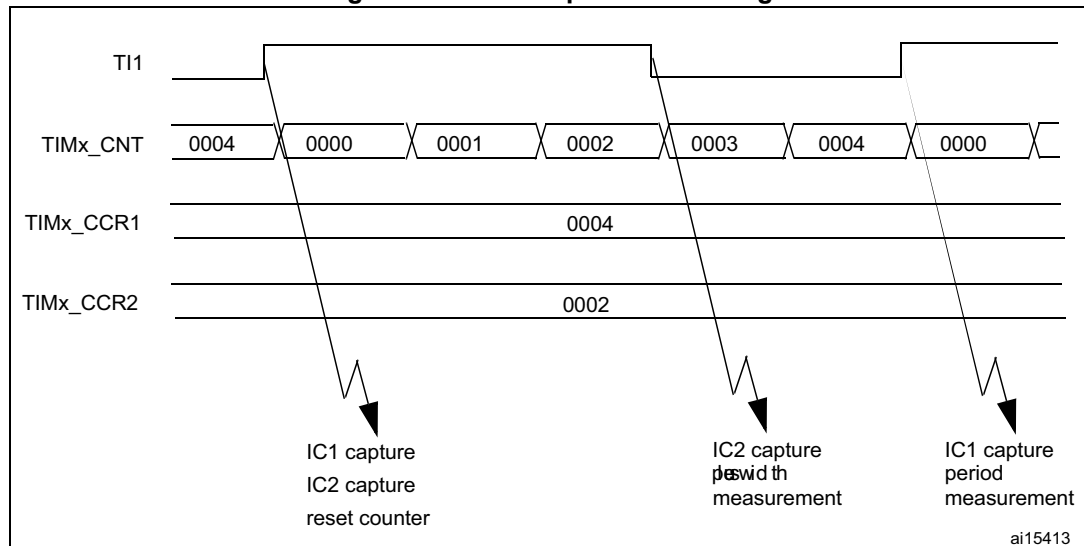 TI1
TIMx_CNT 0004 0000 0001 0002 0003 0004 0000
TIMx_CCR1 0004
TIMx_CCR2 0002
IC1 capture
IC2 capture
reset counter
IC2 capture
measurement
IC1 capture
period
measurement
ai15413